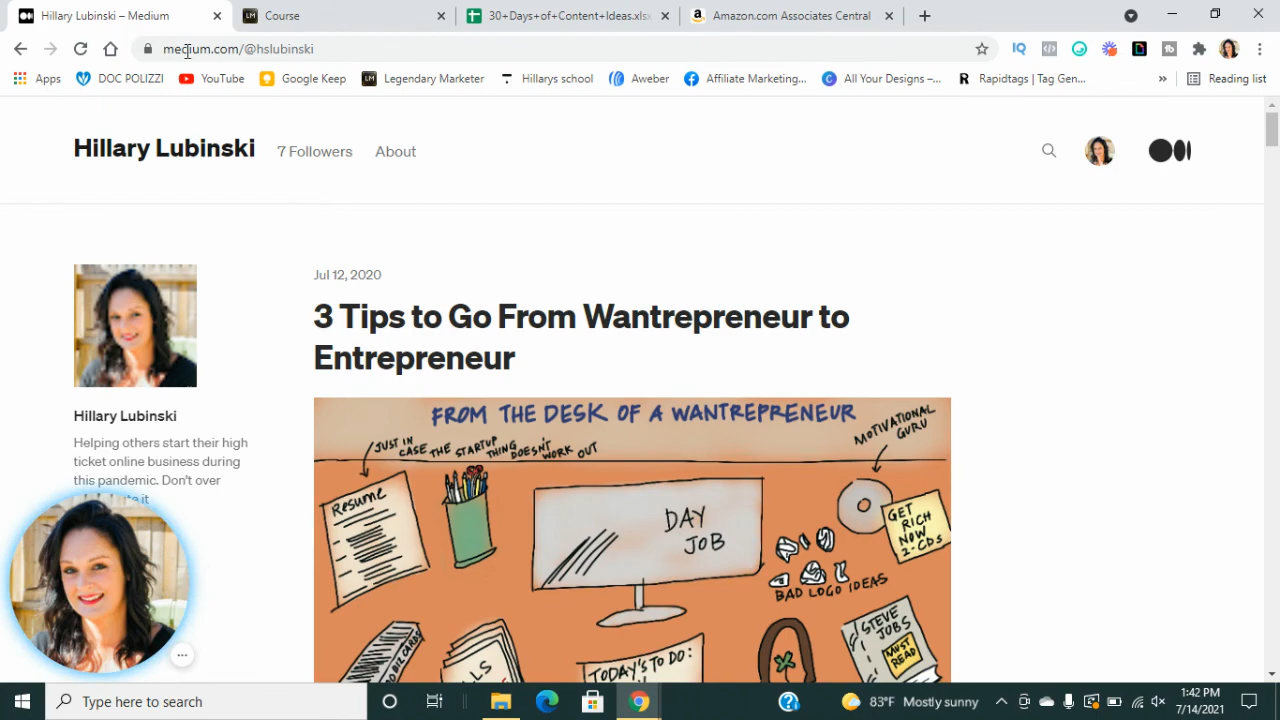 Hillary Lubinski – Medium
Course
30+Days+of+Content+Ideas.xlsx
Amazon.com Associates Central
medium.com/@hslubinski
Apps
DOC POLIZZI
YouTube
Google Keep
Legendary Marketer
Hillarys school
Aweber
Affiliate Marketing...
All Your Designs –...
Rapidtags | Tag Gen...
Reading list
Hillary Lubinski
7 Followers
About
Jul 12, 2020
3 Tips to Go From Wantrepreneur to
Entrepreneur
Hillary Lubinski
Helping others start their high
ticket online business during
this pandemic. Don't over
it
FROM THE DESK OF A WANTREPRENEUR
JUST IN
CASE THE STARTUP
THING DOESN'T
WORK OUT
MOTIVATIONAL
GURU
RESUME
DAY
JOB
GET
RICH
NOW
2-CDS
BAD LOGO IDEAS
STEVE
JOBS
MUST
READ
BIZ CARDS
LS
TODAY'S TO DO:
Type here to search
83°F Mostly sunny
1:42 PM
7/14/2021